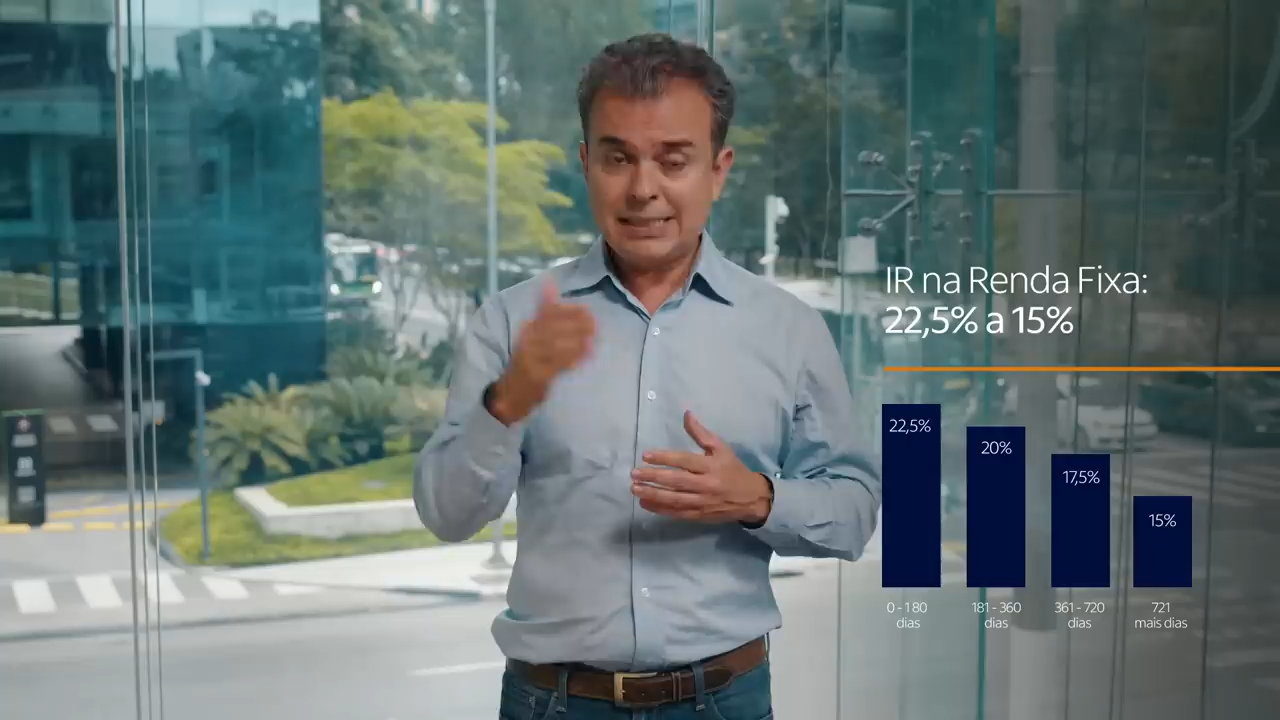 IR na Renda Fixa:
22,5% a 15%
22,5%
20%
17,5%
15%
0 - 180
dias
181 - 360
dias
361 - 720
dias
721
mais dias